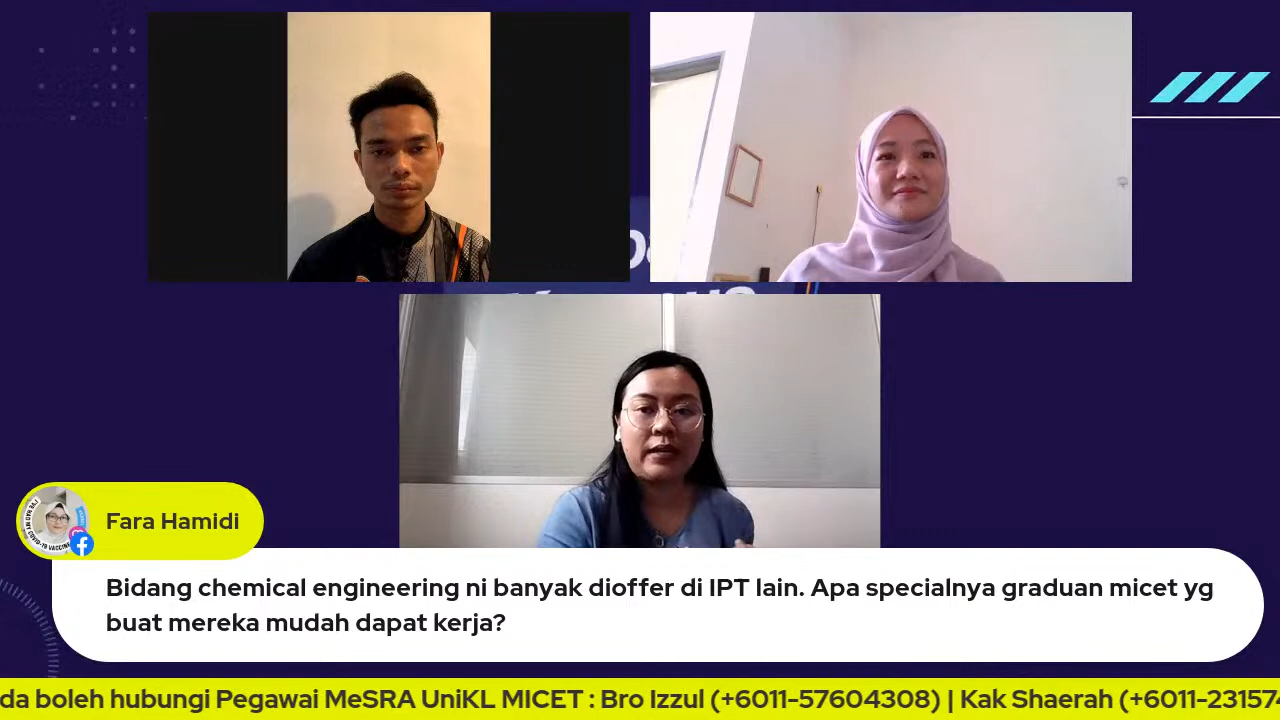 Fara Hamidi
Bidang chemical engineering ni banyak dioffer di IPT lain. Apa specialnya graduan micet yg
buat mereka mudah dapat kerja?
da boleh hubungi Pegawai MeSRA UniKL MICET : Bro Izzul (+6011-57604308) | Kak Shaerah (+6011-23157